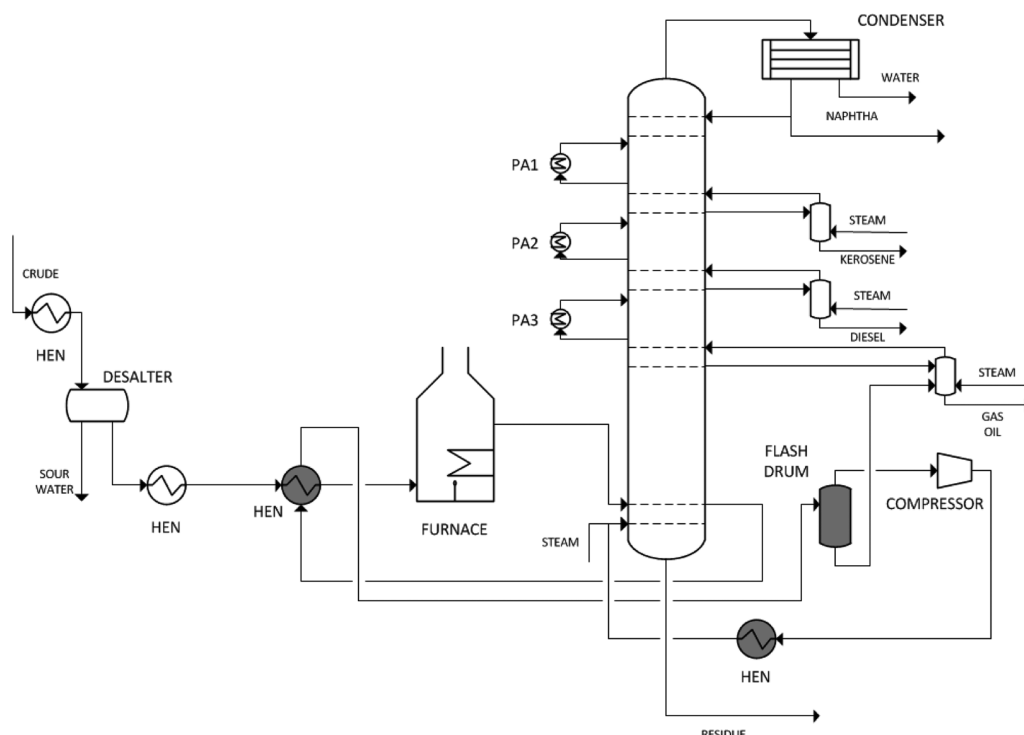 CONDENSER
WATER
NAPHTHA
PA1
STEAM
KEROSENE
PA2
STEAM
DIESEL
PA3
CRUDE
HEN
DESALTER
STEAM
GAS
OIL
SOUR
WATER
HEN
HEN
FURNACE
FLASH
DRUM
COMPRESSOR
STEAM
HEN
RESIDUE